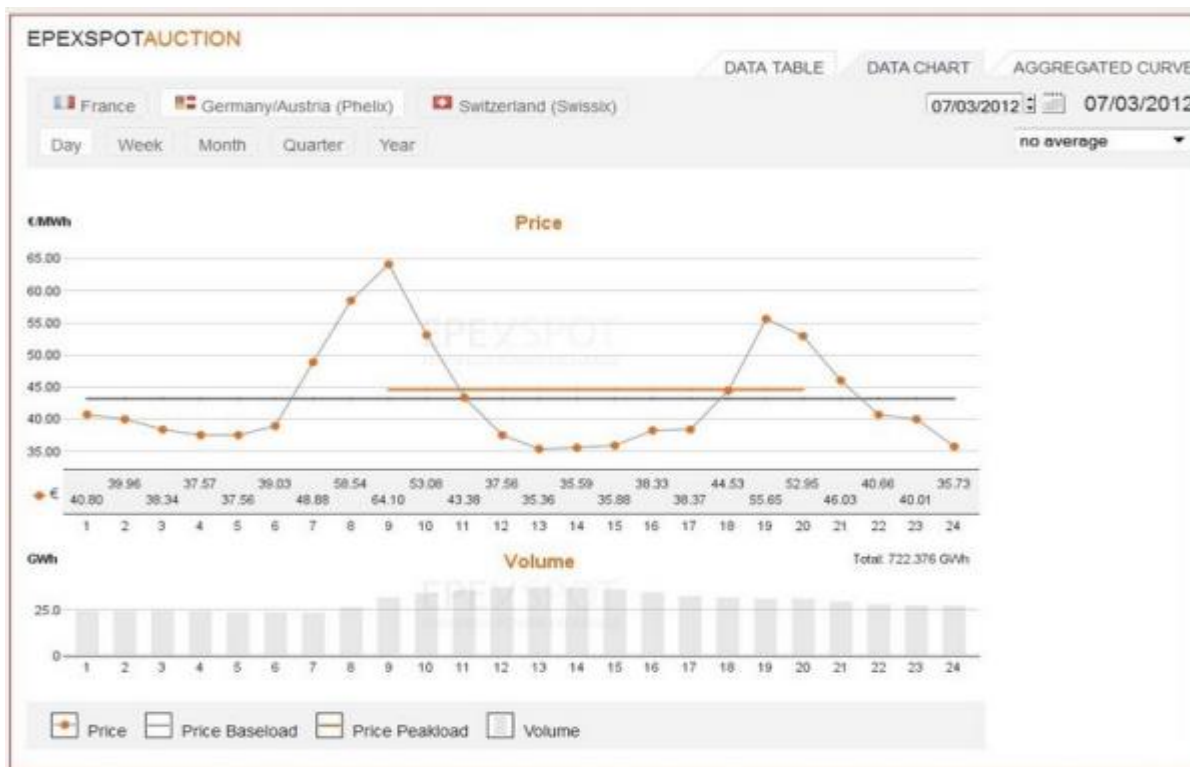 EPEXSPOTAUCTION
DATA TABLE DATA CHART AGGREGATED CURVE
France Germany/Austria (Phelix) Switzerland (Swissix) 07/03/2012 07/03/2012
Day Week Month Quarter Year no average
€/MWh Price
65.00
60.00
55.00
EPEXSPOT
50.00
45.00
40.00
35.00
39.96 37.57 39.03 58.54 53.06 37.56 35.59 38.33 44.53 52.95 40.66 35.73
€ 40.80 38.34 37.56 48.88 64.10 43.38 35.36 35.88 38.37 55.65 46.03 40.01
1 2 3 4 5 6 7 8 9 10 11 12 13 14 15 16 17 18 19 20 21 22 23 24
GWh Volume Total: 722.376 GWh
EPEXSPOT
25.0
0
1 2 3 4 5 6 7 8 9 10 11 12 13 14 15 16 17 18 19 20 21 22 23 24
Price Price Baseload Price Peakload Volume